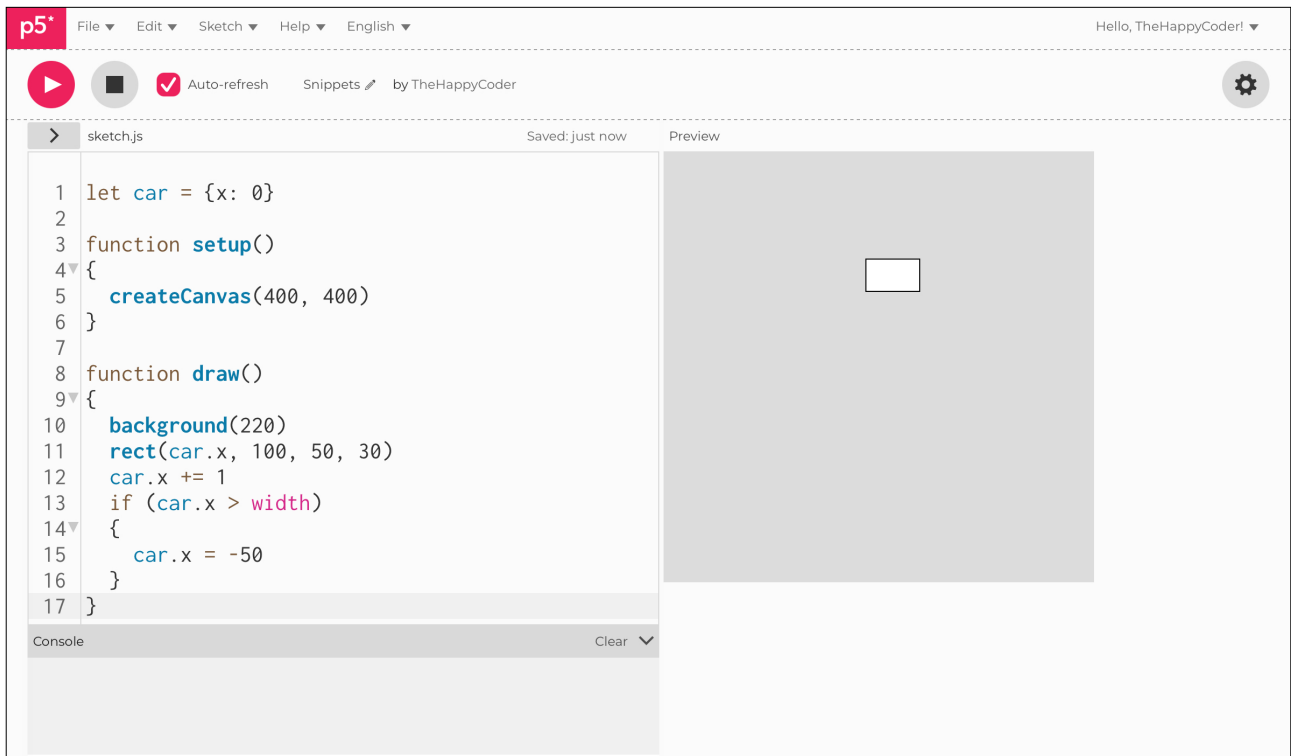 p5* File Edit Sketch Help English Hello, TheHappyCoder!
Auto-refresh Snippets by TheHappyCoder
> sketch.js Saved: just now Preview
1 let car = {x: 0}
2
3 function setup()
4 {
5   createCanvas(400, 400)
6 }
7
8 function draw()
9 {
10   background(220)
11   rect(car.x, 100, 50, 30)
12   car.x += 1
13   if (car.x > width)
14   {
15     car.x = -50
16   }
17 }
Console Clear